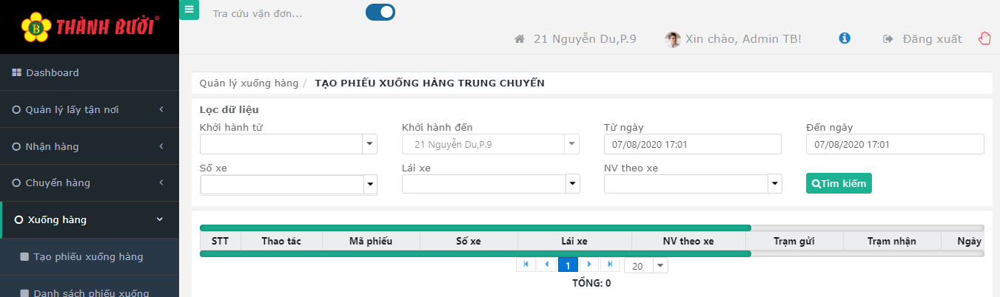 THÀNH BƯỞI®
Tra cứu vận đơn...
21 Nguyễn Du,P.9
Xin chào, Admin TB!
Đăng xuất
Dashboard
Quản lý lấy tận nơi
Nhận hàng
Chuyển hàng
Xuống hàng
Tạo phiếu xuống hàng
Danh sách phiếu xuống
Quản lý xuống hàng / TẠO PHIẾU XUỐNG HÀNG TRUNG CHUYỂN
Lọc dữ liệu
Khởi hành từ
Khởi hành đến
21 Nguyễn Du,P.9
Từ ngày
07/08/2020 17:01
Đến ngày
07/08/2020 17:01
Số xe
Lái xe
NV theo xe
Tìm kiếm
STT Thao tác Mã phiếu Số xe Lái xe NV theo xe Trạm gửi Trạm nhận Ngày
1 20
TỔNG: 0